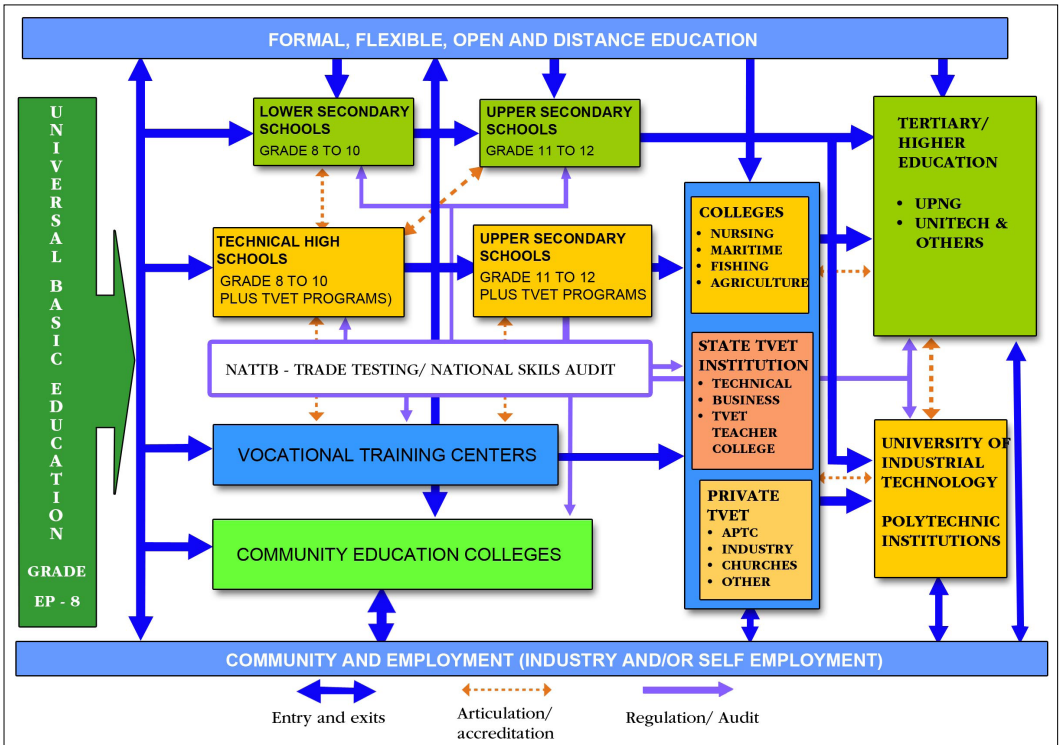 FORMAL, FLEXIBLE, OPEN AND DISTANCE EDUCATION
UNIVERSAL BASIC EDUCATION
GRADE
EP - 8
LOWER SECONDARY
SCHOOLS
GRADE 8 TO 10
UPPER SECONDARY
SCHOOLS
GRADE 11 TO 12
TERTIARY/
HIGHER
EDUCATION
• UPNG
• UNITECH &
OTHERS
TECHNICAL HIGH
SCHOOLS
GRADE 8 TO 10
PLUS TVET PROGRAMS)
UPPER SECONDARY
SCHOOLS
GRADE 11 TO 12
PLUS TVET PROGRAMS
COLLEGES
• NURSING
• MARITIME
• FISHING
• AGRICULTURE
NATTB - TRADE TESTING/ NATIONAL SKILS AUDIT
STATE TVET
INSTITUTION
• TECHNICAL
• BUSINESS
• TVET
TEACHER
COLLEGE
VOCATIONAL TRAINING CENTERS
UNIVERSITY OF
INDUSTRIAL
TECHNOLOGY
POLYTECHNIC
INSTITUTIONS
PRIVATE
TVET
• APTC
• INDUSTRY
• CHURCHES
• OTHER
COMMUNITY EDUCATION COLLEGES
COMMUNITY AND EMPLOYMENT (INDUSTRY AND/OR SELF EMPLOYMENT)
Entry and exits
Articulation/
accreditation
Regulation/ Audit